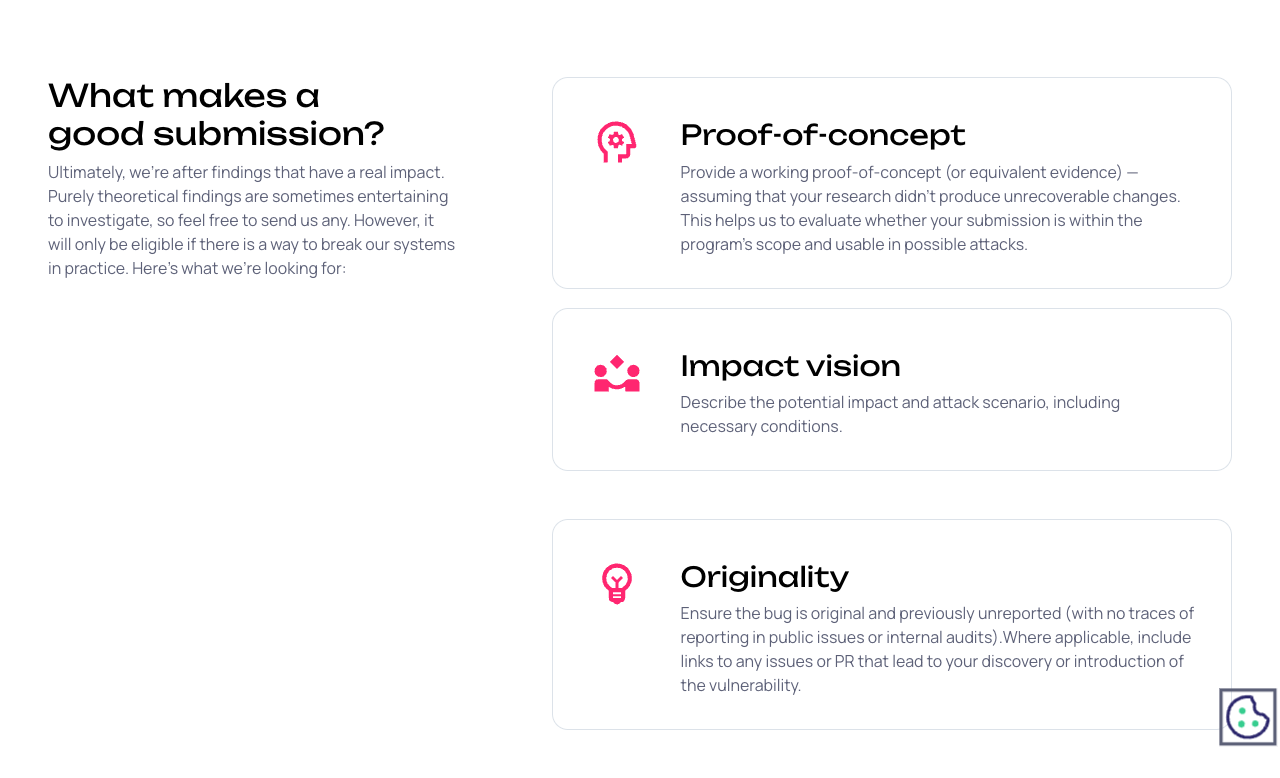 What makes a
good submission?
Ultimately, we're after findings that have a real impact.
Purely theoretical findings are sometimes entertaining
to investigate, so feel free to send us any. However, it
will only be eligible if there is a way to break our systems
in practice. Here's what we're looking for:
Proof-of-concept
Provide a working proof-of-concept (or equivalent evidence) —
assuming that your research didn't produce unrecoverable changes.
This helps us to evaluate whether your submission is within the
program's scope and usable in possible attacks.
Impact vision
Describe the potential impact and attack scenario, including
necessary conditions.
Originality
Ensure the bug is original and previously unreported (with no traces of
reporting in public issues or internal audits).Where applicable, include
links to any issues or PR that lead to your discovery or introduction of
the vulnerability.